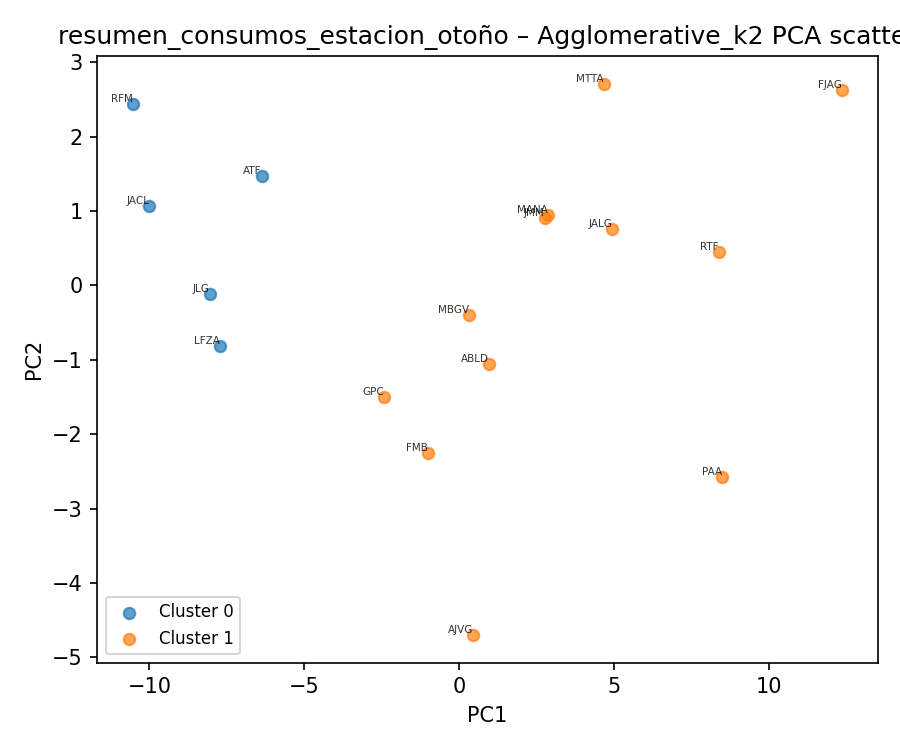 resumen_consumos_estacion_otoño – Agglomerative_k2 PCA scatte
3
2
1
0
−1
−2
−3
−4
−5
PC2
RFM
JACL
ATF
JLG
LFZA
MTTA
FJAG
MANA
JALG
RTF
MBGV
ABLD
GPC
FMB
PAA
AJVG
Cluster 0
Cluster 1
−10
−5
0
5
10
PC1